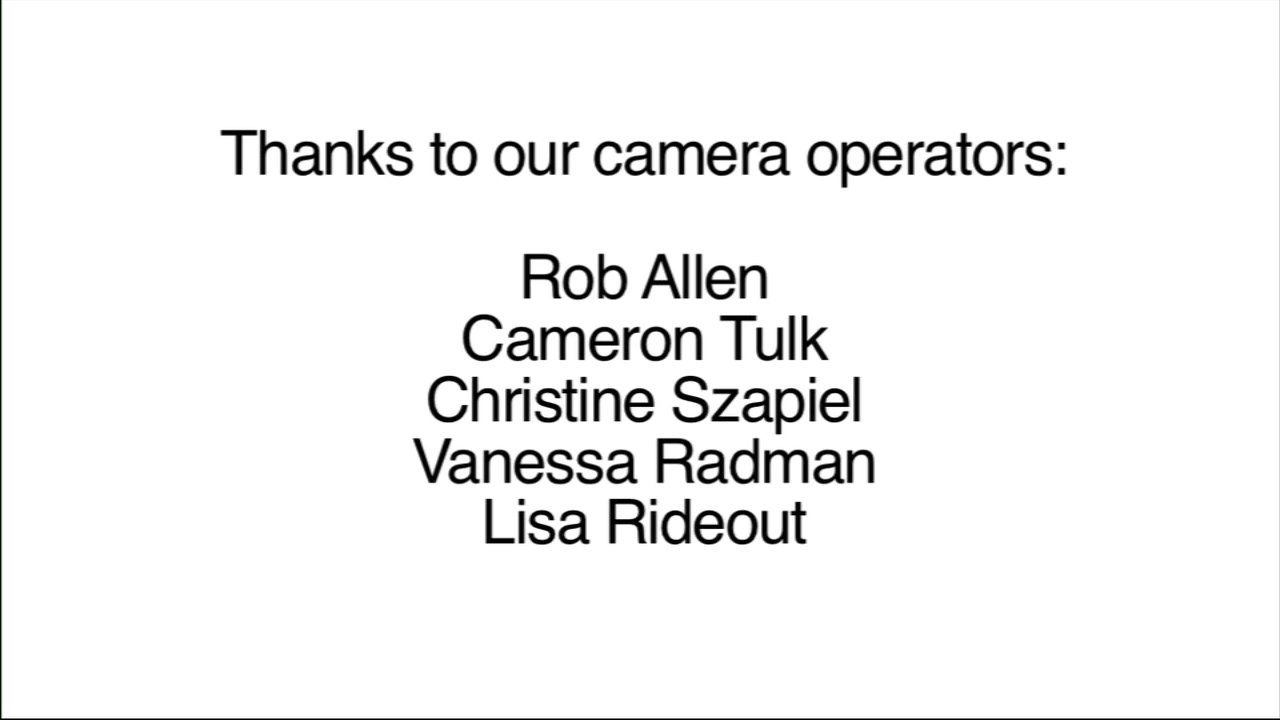 Thanks to our camera operators:
Rob Allen
Cameron Tulk
Christine Szapiel
Vanessa Radman
Lisa Rideout